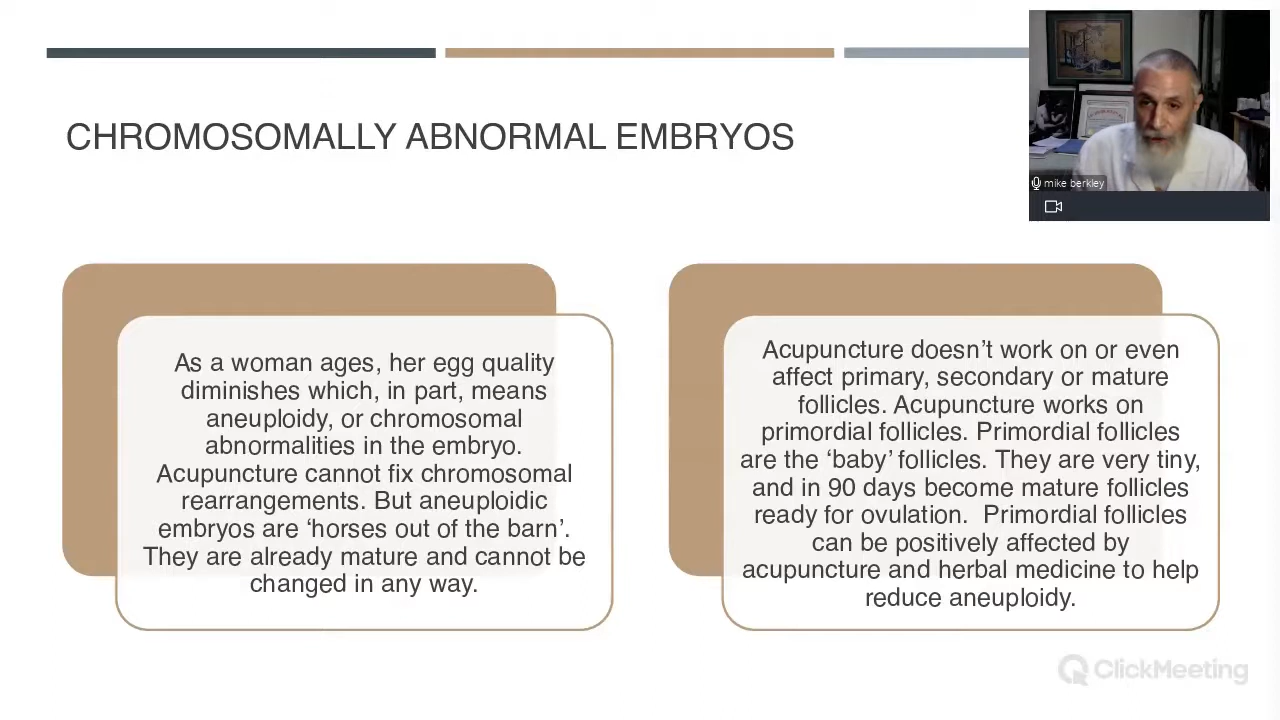 CHROMOSOMALLY ABNORMAL EMBRYOS
mike berkley
As a woman ages, her egg quality
diminishes which, in part, means
aneuploidy, or chromosomal
abnormalities in the embryo.
Acupuncture cannot fix chromosomal
rearrangements. But aneuploidic
embryos are ‘horses out of the barn’.
They are already mature and cannot be
changed in any way.
Acupuncture doesn’t work on or even
affect primary, secondary or mature
follicles. Acupuncture works on
primordial follicles. Primordial follicles
are the ‘baby’ follicles. They are very tiny,
and in 90 days become mature follicles
ready for ovulation.  Primordial follicles
can be positively affected by
acupuncture and herbal medicine to help
reduce aneuploidy.
ClickMeeting